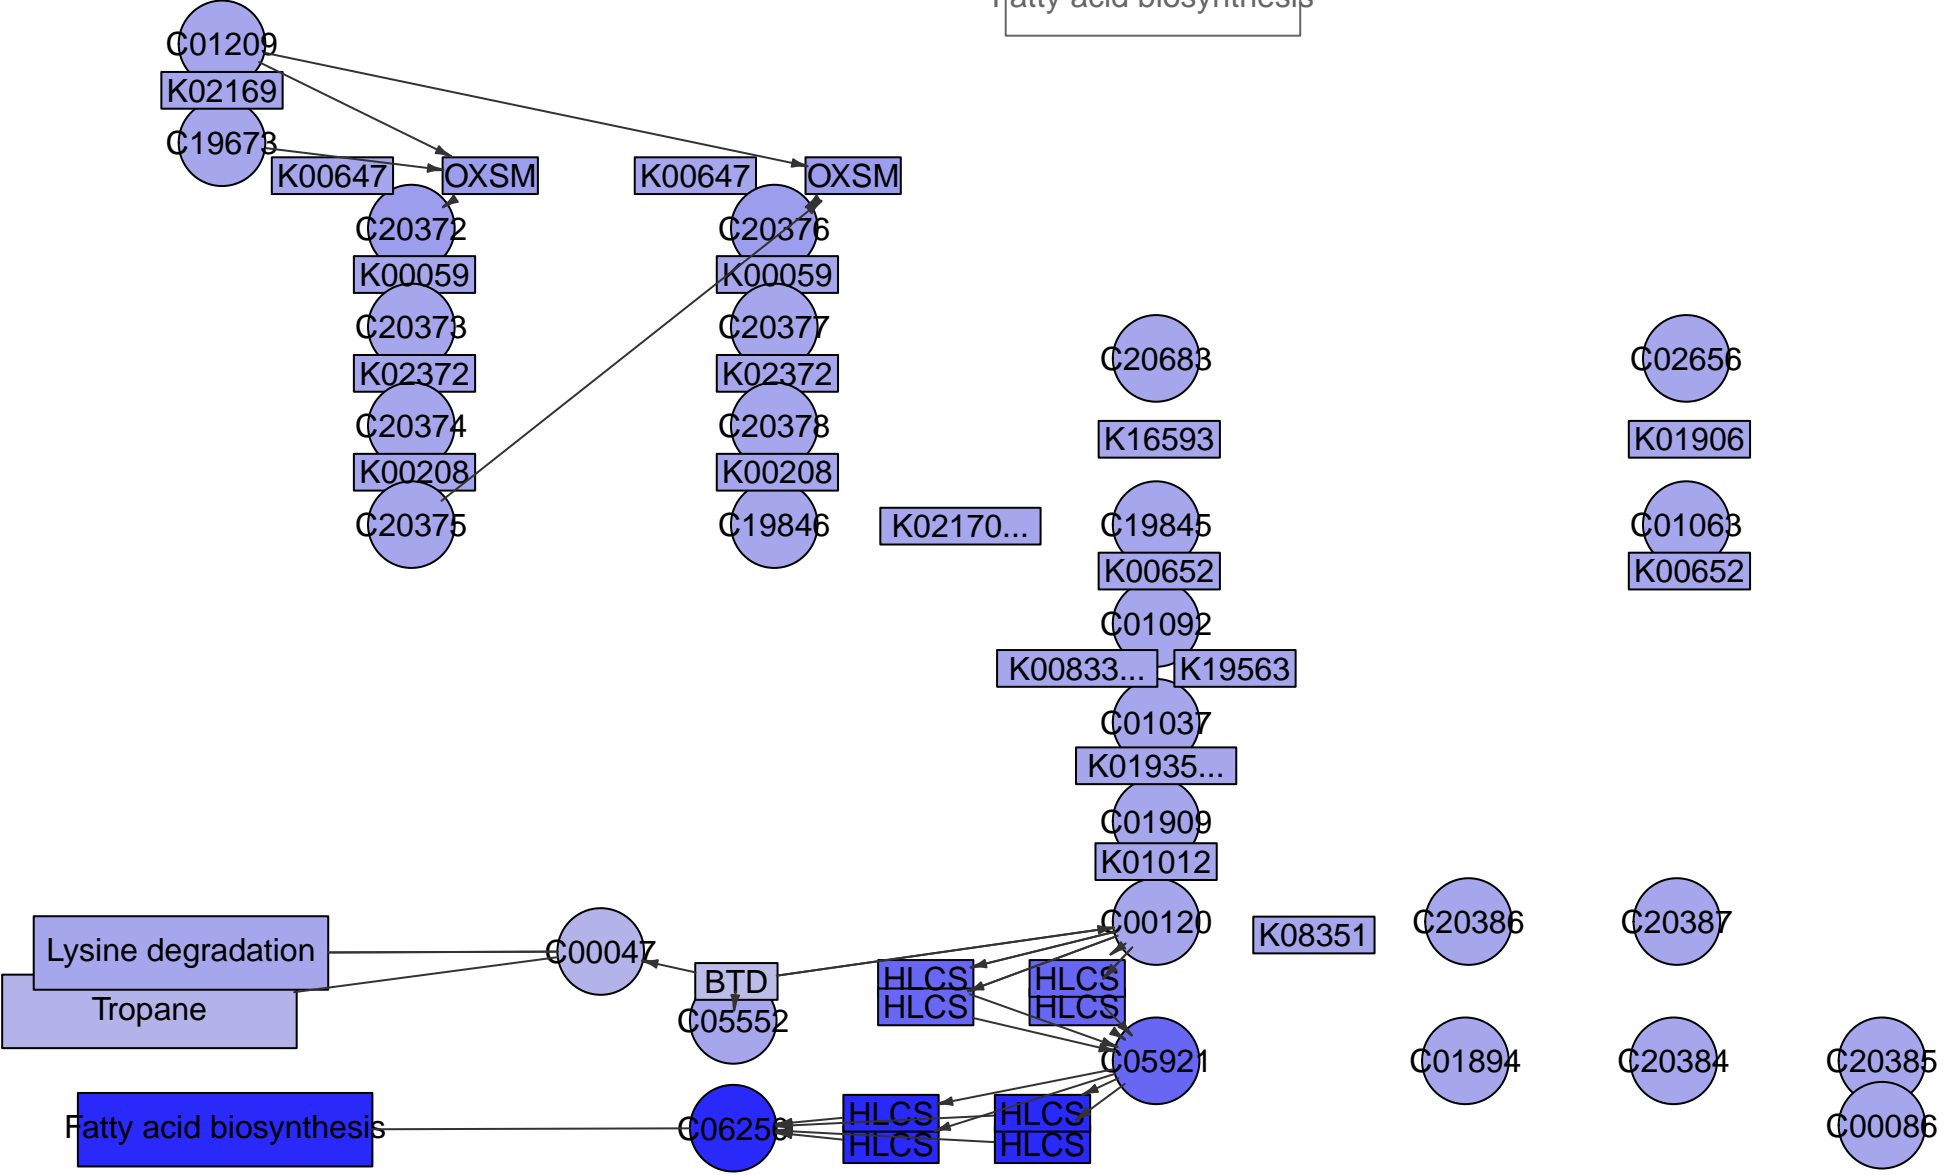 Fatty acid biosynthesis
C01209
K02169
C19673
K00647
OXSM
K00647
OXSM
C20372
C20376
K00059
K00059
C20373
C20377
C20683
C02656
K02372
K02372
C20374
C20378
K16593
K01906
K00208
K00208
C20375
C19846
K02170...
C19845
C01063
K00652
K00652
C01092
K00833...
K19563
C01037
K01935...
C01909
K01012
C00120
K08351
C20386
C20387
Lysine degradation
C00047
BTD
HLCS
HLCS
Tropane
HLCS
HLCS
C05552
C05921
C01894
C20384
C20385
Fatty acid biosynthesis
C06250
HLCS
HLCS
C00086
HLCS
HLCS